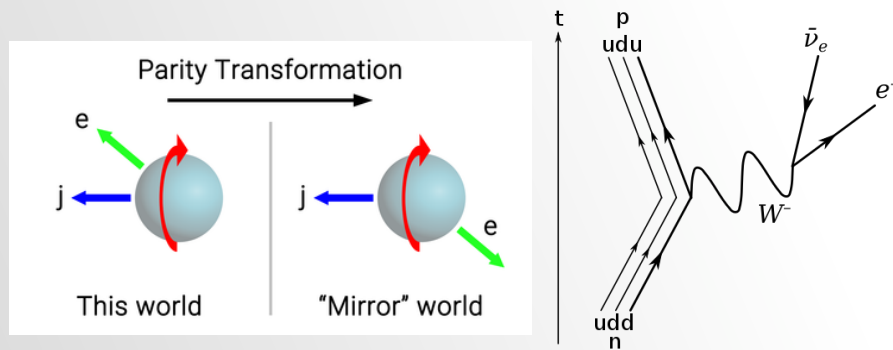 Parity Transformation
e
j
This world
j
e
“Mirror” world
t
p
udu
ν̄ₑ
e⁻
W⁻
udd
n